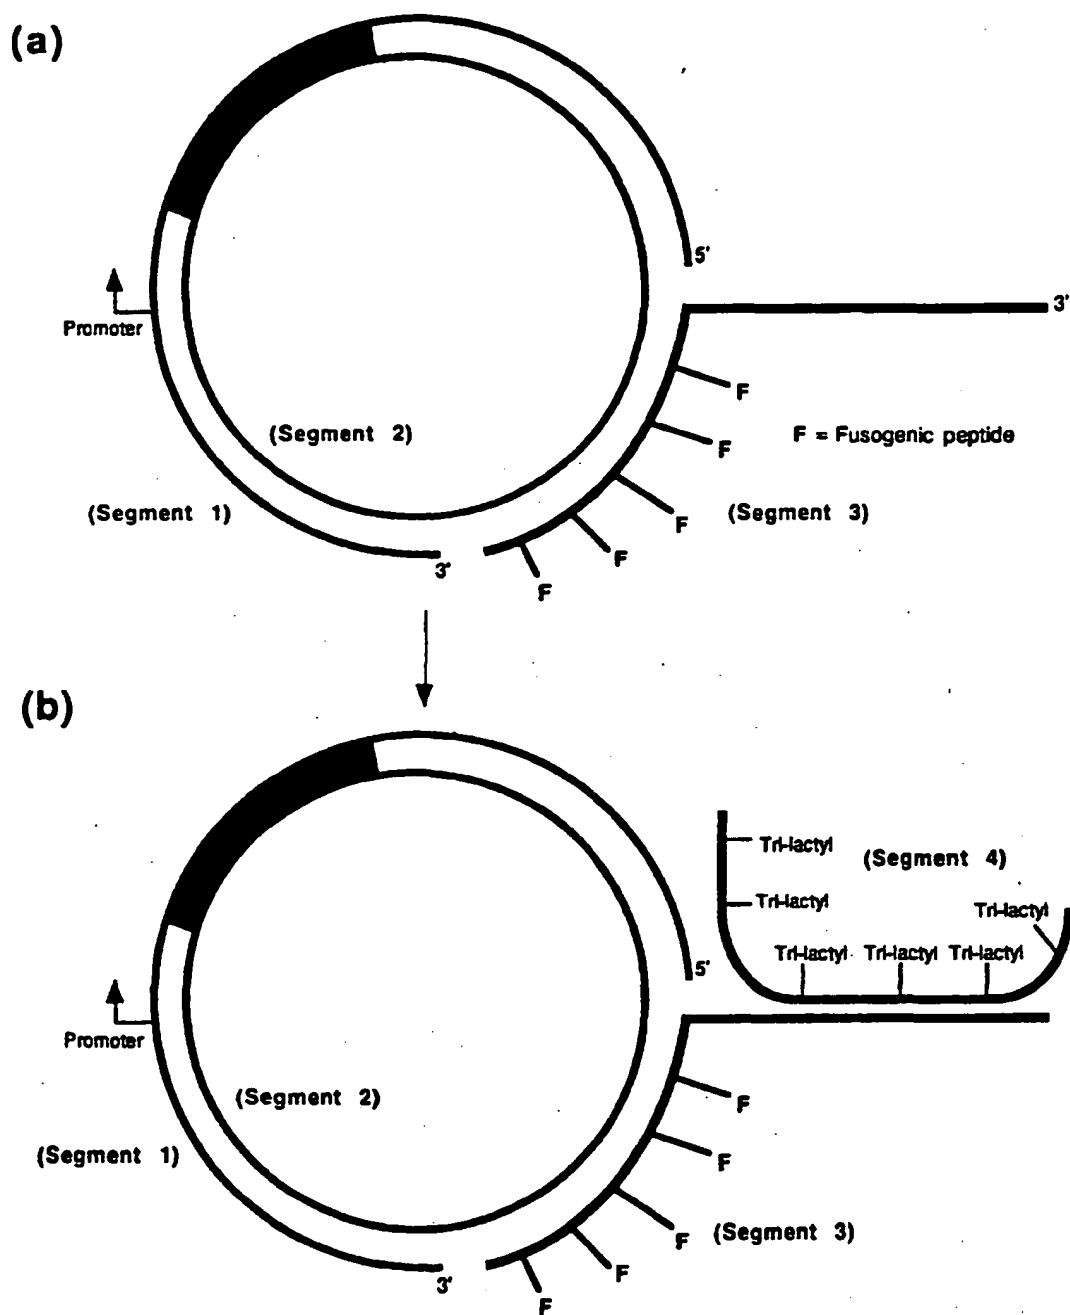 (a)
5'
3'
Promoter
F
(Segment 2)
F
F = Fusogenic peptide
(Segment 1)
F
(Segment 3)
F
3'
F
(b)
Tri-lactyl
(Segment 4)
Tri-lactyl
Tri-lactyl
Tri-lactyl
Tri-lactyl
Tri-lactyl
5'
Promoter
(Segment 2)
F
(Segment 1)
F
F
(Segment 3)
F
3'
F